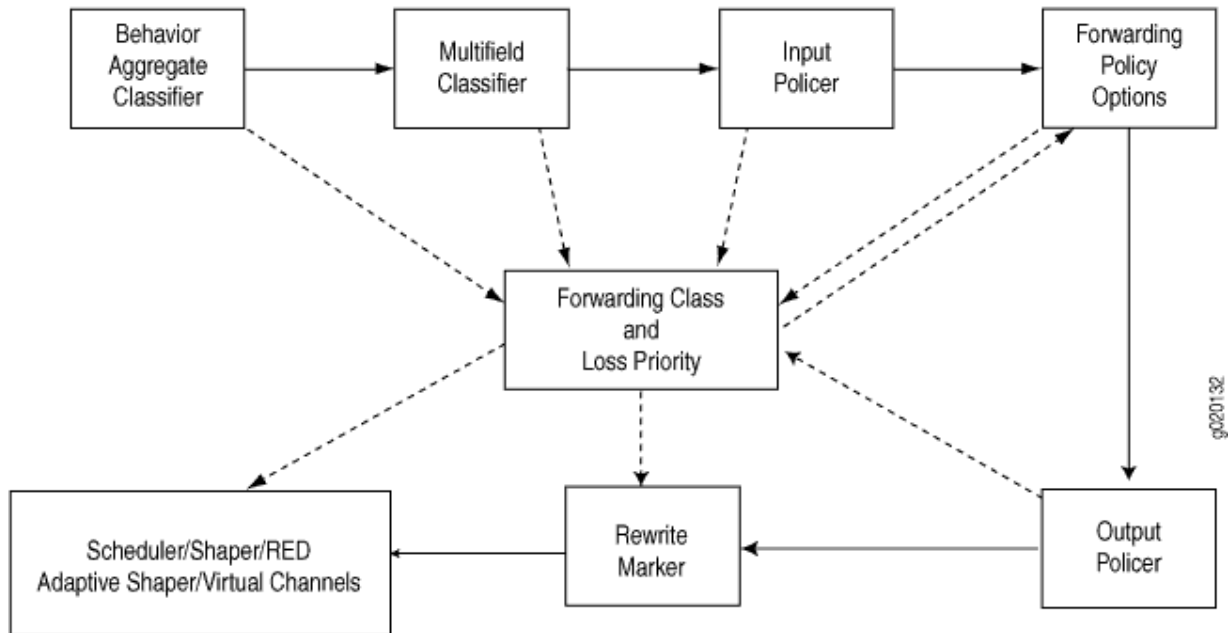 Behavior
Aggregate
Classifier
Multifield
Classifier
Input
Policer
Forwarding
Policy
Options
Forwarding Class
and
Loss Priority
g020132
Scheduler/Shaper/RED
Adaptive Shaper/Virtual Channels
Rewrite
Marker
Output
Policer